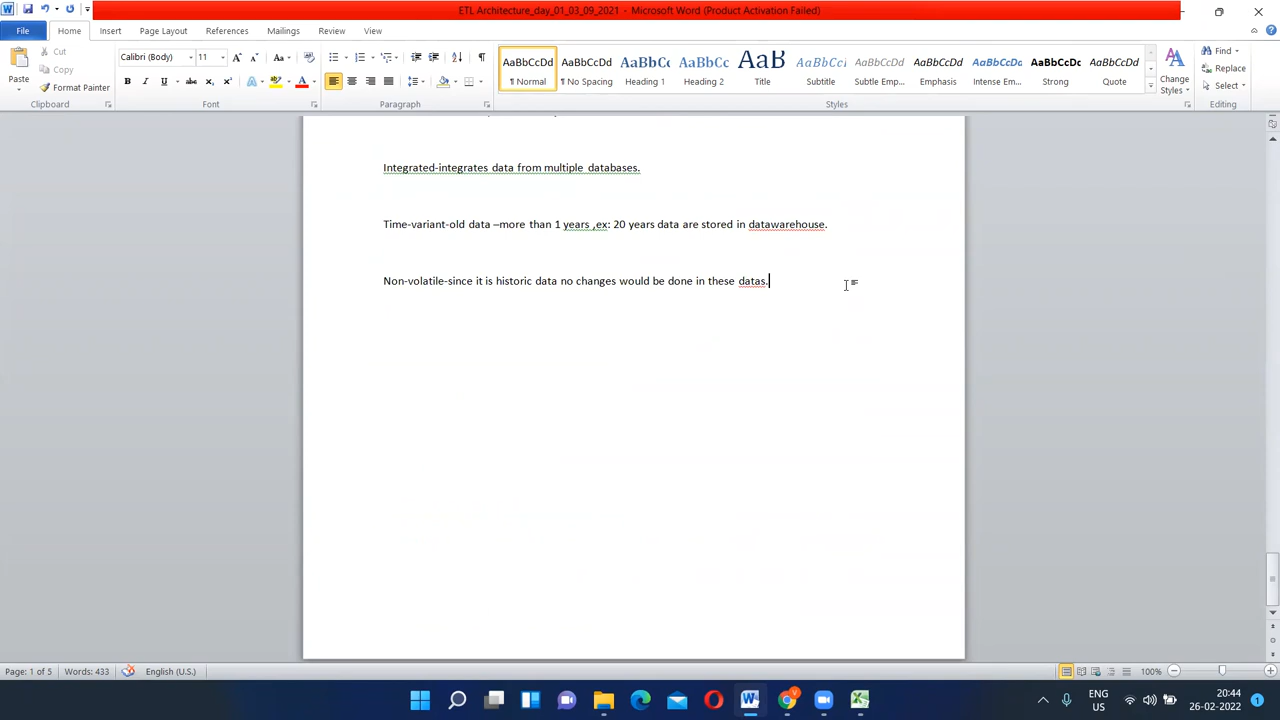 ETL Architecture_day_01_03_09_2021 - Microsoft Word (Product Activation Failed)
File Home Insert Page Layout References Mailings Review View
Paste Cut Copy Format Painter Clipboard
Calibri (Body) 11 Font
Paragraph
AaBbCcDd AaBbCcDd AaBbCc AaBbCc AaB AaBbCcI AaBbCcDd AaBbCcDd AaBbCcDd AaBbCcDc AaBbCcDd
¶ Normal ¶ No Spacing Heading 1 Heading 2 Title Subtitle Subtle Emp... Emphasis Intense Em... Strong Quote
Styles
Change Styles
Find Replace Select Editing
Integrated-integrates data from multiple databases.
Time-variant-old data –more than 1 years ,ex: 20 years data are stored in datawarehouse.
Non-volatile-since it is historic data no changes would be done in these datas.
Page: 1 of 5 Words: 433 English (U.S.) 100%
ENG US 20:44 26-02-2022